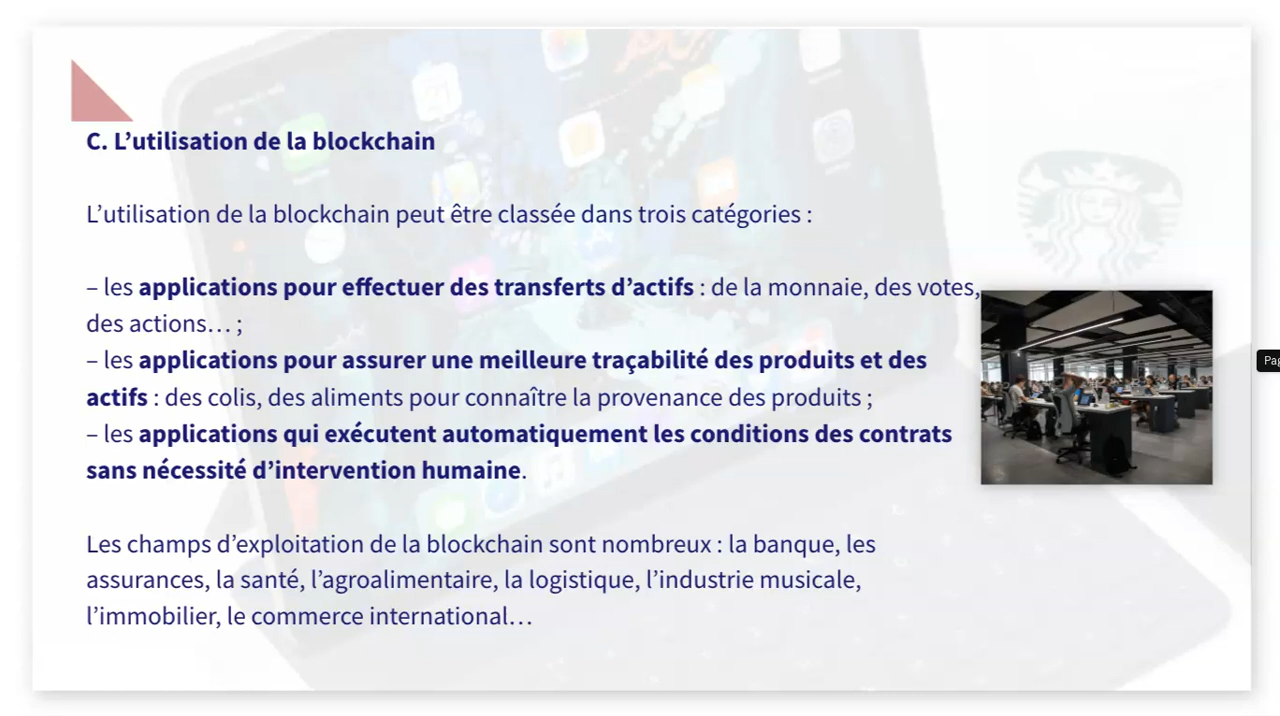 C. L’utilisation de la blockchain
L’utilisation de la blockchain peut être classée dans trois catégories :
– les applications pour effectuer des transferts d’actifs : de la monnaie, des votes,
des actions… ;
– les applications pour assurer une meilleure traçabilité des produits et des
actifs : des colis, des aliments pour connaître la provenance des produits ;
– les applications qui exécutent automatiquement les conditions des contrats
sans nécessité d’intervention humaine.
Les champs d’exploitation de la blockchain sont nombreux : la banque, les
assurances, la santé, l’agroalimentaire, la logistique, l’industrie musicale,
l’immobilier, le commerce international…
Pag